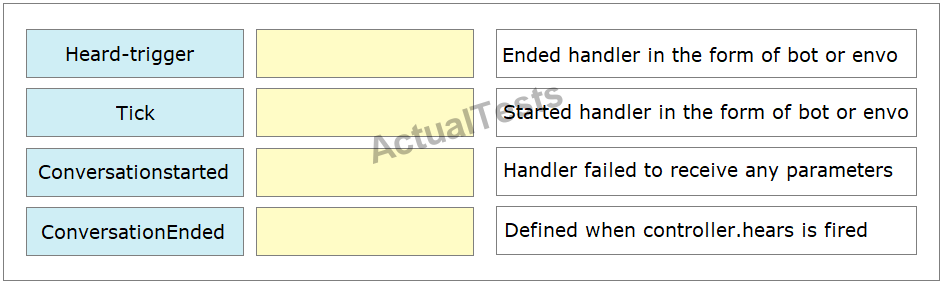 Heard-trigger
Ended handler in the form of bot or envo
Tick
Started handler in the form of bot or envo
ActualTests
Conversationstarted
Handler failed to receive any parameters
ConversationEnded
Defined when controller.hears is fired